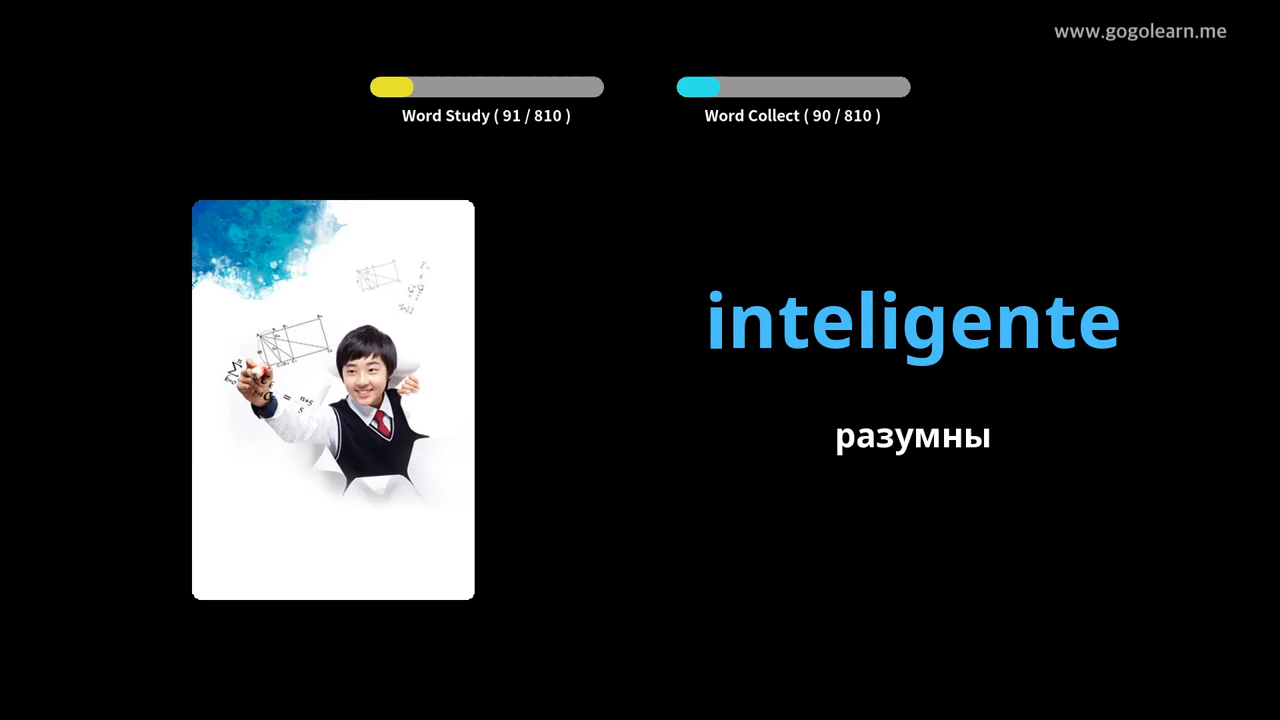 www.gogolearn.me
Word Study ( 91 / 810 )
Word Collect ( 90 / 810 )
inteligente
разумны